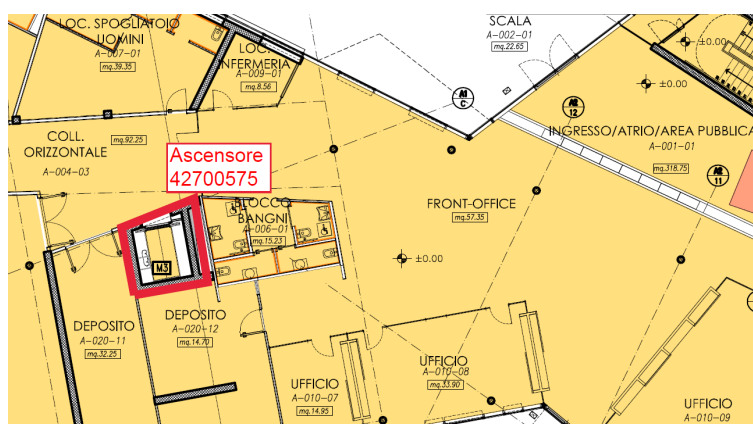 LOC. SPOGLIATOIO
UOMINI
A-007-01
mq.39.35
LOC.
INFERMERIA
A-009-01
mq.8.56
SCALA
A-002-01
mq.22.65
±0.00
±0.00
A1
C
A2
12
INGRESSO/ATRIO/AREA PUBBLICA
A-001-01
mq.318.75
A2
11
COLL.
ORIZZONTALE
mq.92.25
A-004-03
Ascensore
42700575
BLOCCO
BANGNI
A-006-01
mq.15.23
FRONT-OFFICE
mq.57.35
±0.00
M3
DEPOSITO
A-020-11
mq.32.25
DEPOSITO
A-020-12
mq.14.70
UFFICIO
A-010-07
mq.14.95
UFFICIO
A-010-08
mq.33.90
UFFICIO
A-010-09